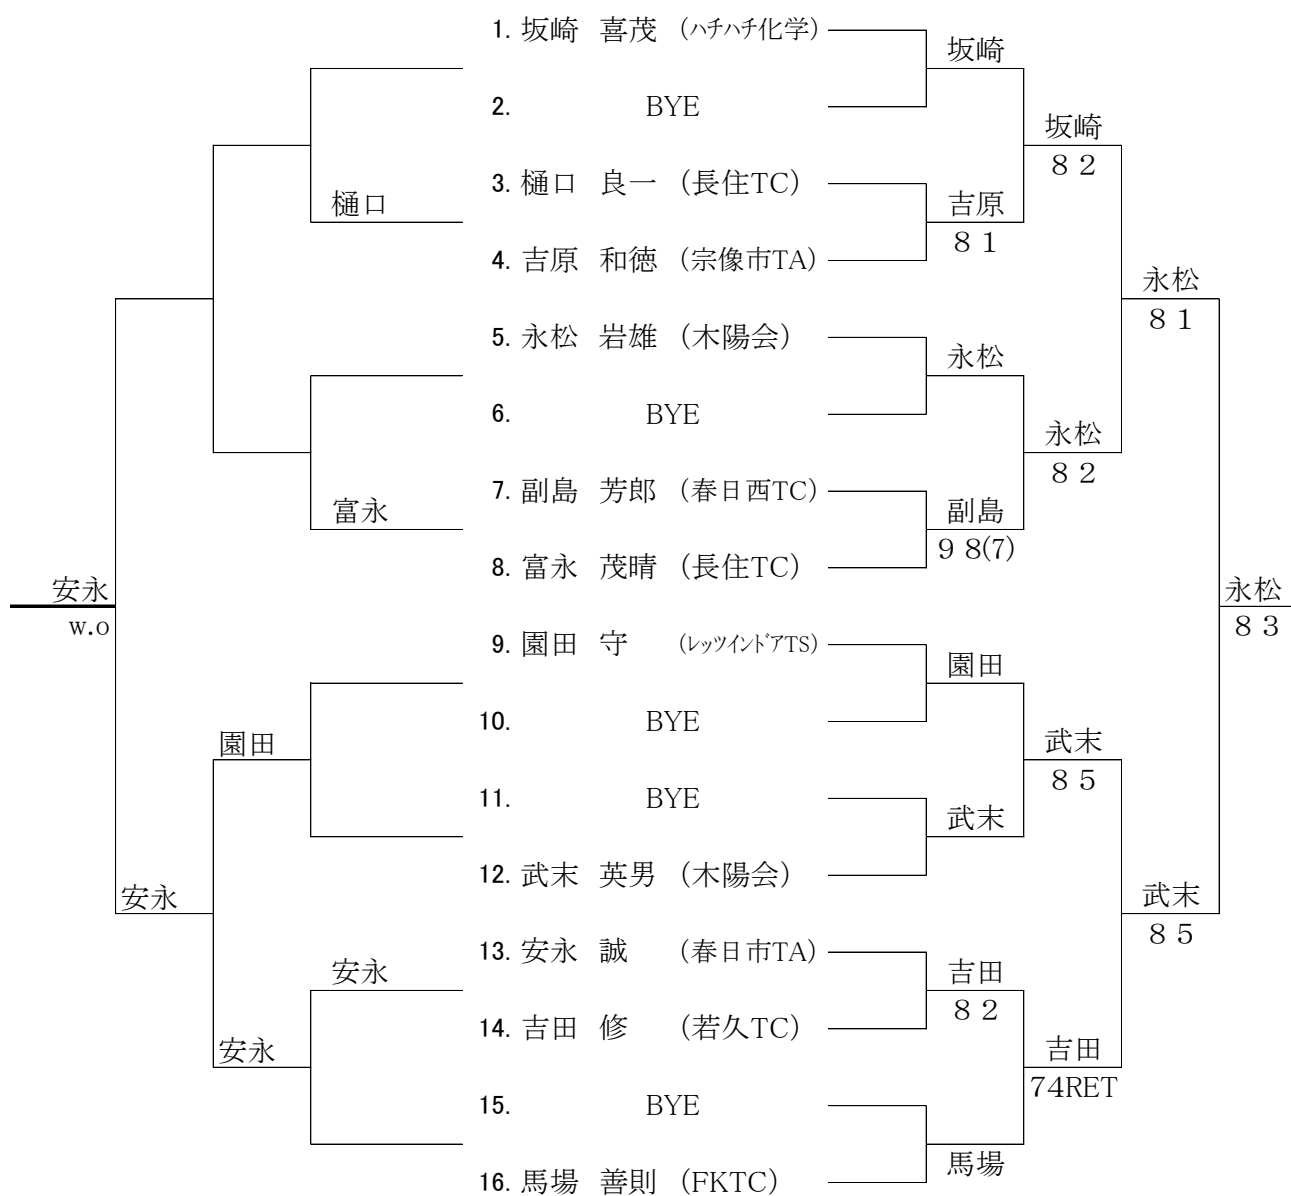 1. 坂崎 喜茂 (ハチハチ化学)
坂崎
2. BYE
坂崎
8 2
3. 樋口 良一 (長住TC)
樋口
吉原
8 1
4. 吉原 和徳 (宗像市TA)
永松
8 1
5. 永松 岩雄 (木陽会)
永松
6. BYE
永松
8 2
7. 副島 芳郎 (春日西TC)
富永
副島
9 8(7)
8. 富永 茂晴 (長住TC)
安永
w.o
永松
8 3
9. 園田 守 (レッツインドアTS)
園田
10. BYE
園田
武末
8 5
11. BYE
武末
12. 武末 英男 (木陽会)
安永
武末
8 5
13. 安永 誠 (春日市TA)
安永
吉田
8 2
14. 吉田 修 (若久TC)
安永
吉田
74RET
15. BYE
馬場
16. 馬場 善則 (FKTC)